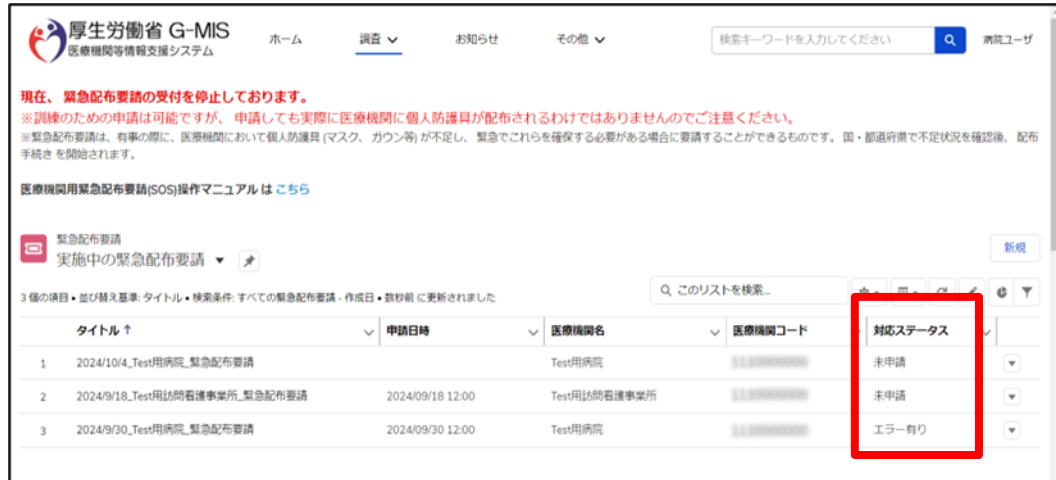 厚生労働省 G-MIS
医療機関等情報支援システム
ホーム 調査 お知らせ その他 検索キーワードを入力してください 病院ユーザ
現在、 緊急配布要請の受付を停止しております。
※訓練のための申請は可能ですが、 申請しても実際に医療機関に個人防護具が配布されるわけではありませんのでご注意ください。
※緊急配布要請は、有事の際に、医療機関において個人防護具 (マスク、 ガウン等) が不足し、 緊急でこれらを確保する必要がある場合に要請することができるものです。 国・都道府県で不足状況を確認後、 配布
手続き を開始されます。
医療機関用緊急配布要請(SOS)操作マニュアル は こちら
緊急配布要請
実施中の緊急配布要請 新規
3 個の項目 • 並び替え基準: タイトル • 検索条件: すべての緊急配布要請 - 作成日 • 数秒前 に更新されました このリストを検索...
タイトル ↑ 申請日時 医療機関名 医療機関コード 対応ステータス
1 2024/10/4_Test用病院_緊急配布要請 Test用病院 未申請
2 2024/9/18_Test用訪問看護事業所_緊急配布要請 2024/09/18 12:00 Test用訪問看護事業所 未申請
3 2024/9/30_Test用病院_緊急配布要請 2024/09/30 12:00 Test用病院 エラー有り